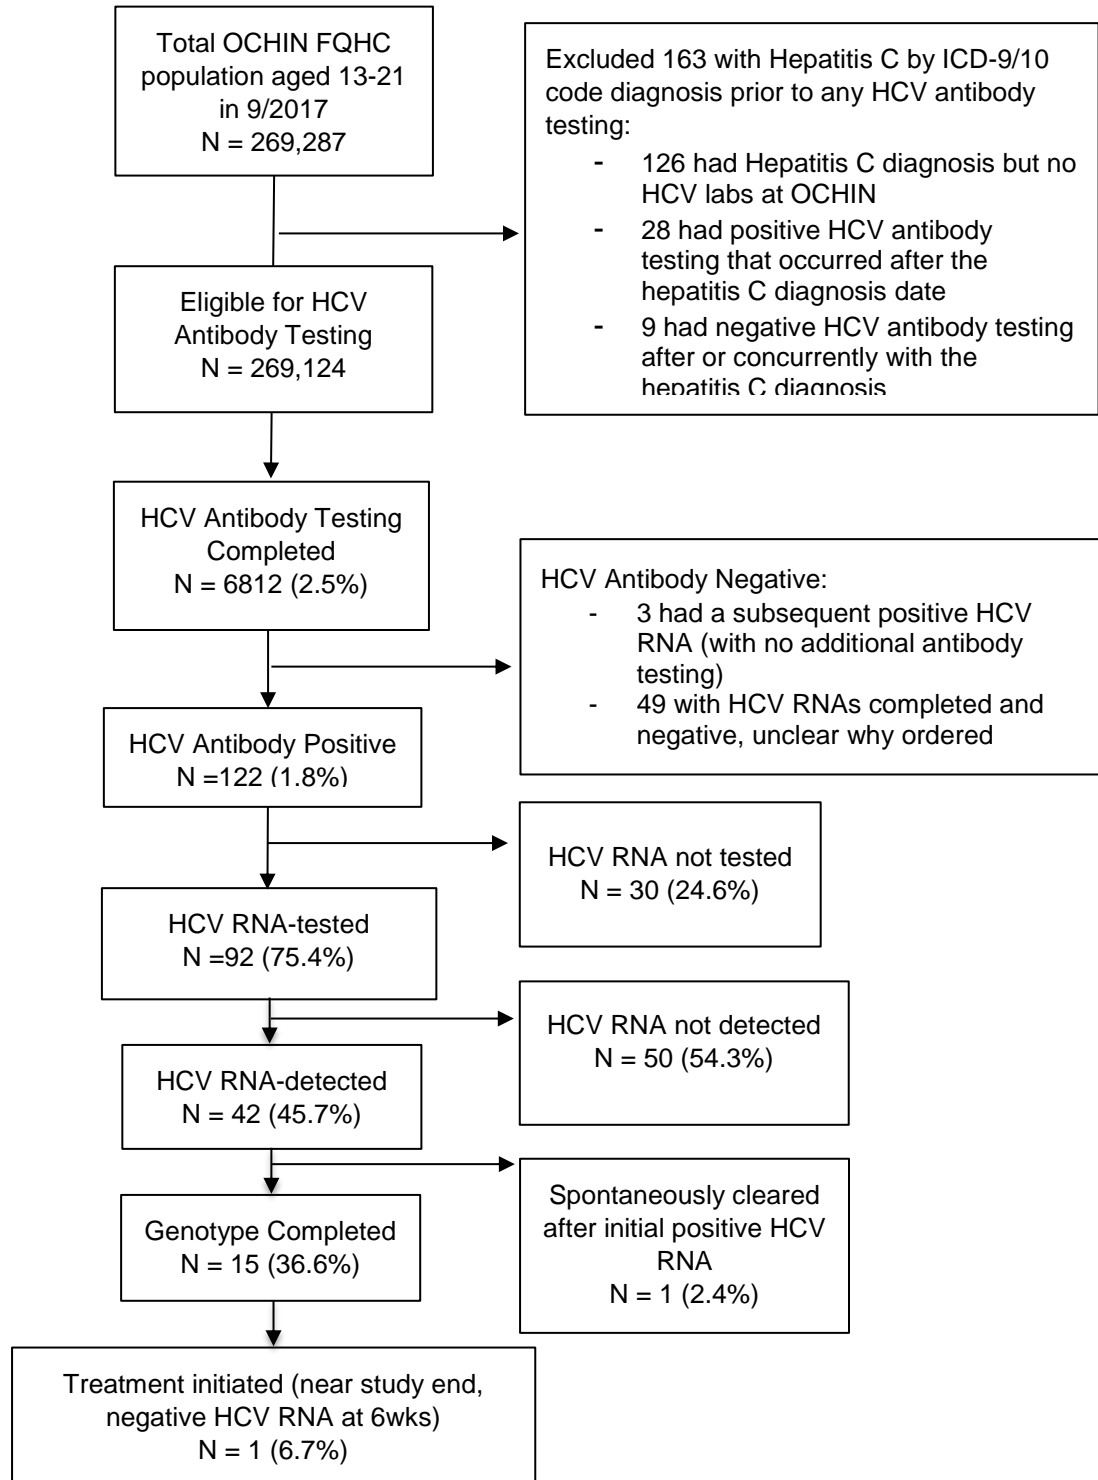 Total OCHIN FQHC
population aged 13-21
in 9/2017
N = 269,287
Excluded 163 with Hepatitis C by ICD-9/10
code diagnosis prior to any HCV antibody
testing:
- 126 had Hepatitis C diagnosis but no
HCV labs at OCHIN
- 28 had positive HCV antibody
testing that occurred after the
hepatitis C diagnosis date
- 9 had negative HCV antibody testing
after or concurrently with the
hepatitis C diagnosis
Eligible for HCV
Antibody Testing
N = 269,124
HCV Antibody Testing
Completed
N = 6812 (2.5%)
HCV Antibody Negative:
- 3 had a subsequent positive HCV
RNA (with no additional antibody
testing)
- 49 with HCV RNAs completed and
negative, unclear why ordered
HCV Antibody Positive
N =122 (1.8%)
HCV RNA not tested
N = 30 (24.6%)
HCV RNA-tested
N =92 (75.4%)
HCV RNA not detected
N = 50 (54.3%)
HCV RNA-detected
N = 42 (45.7%)
Spontaneously cleared
after initial positive HCV
RNA
N = 1 (2.4%)
Genotype Completed
N = 15 (36.6%)
Treatment initiated (near study end,
negative HCV RNA at 6wks)
N = 1 (6.7%)